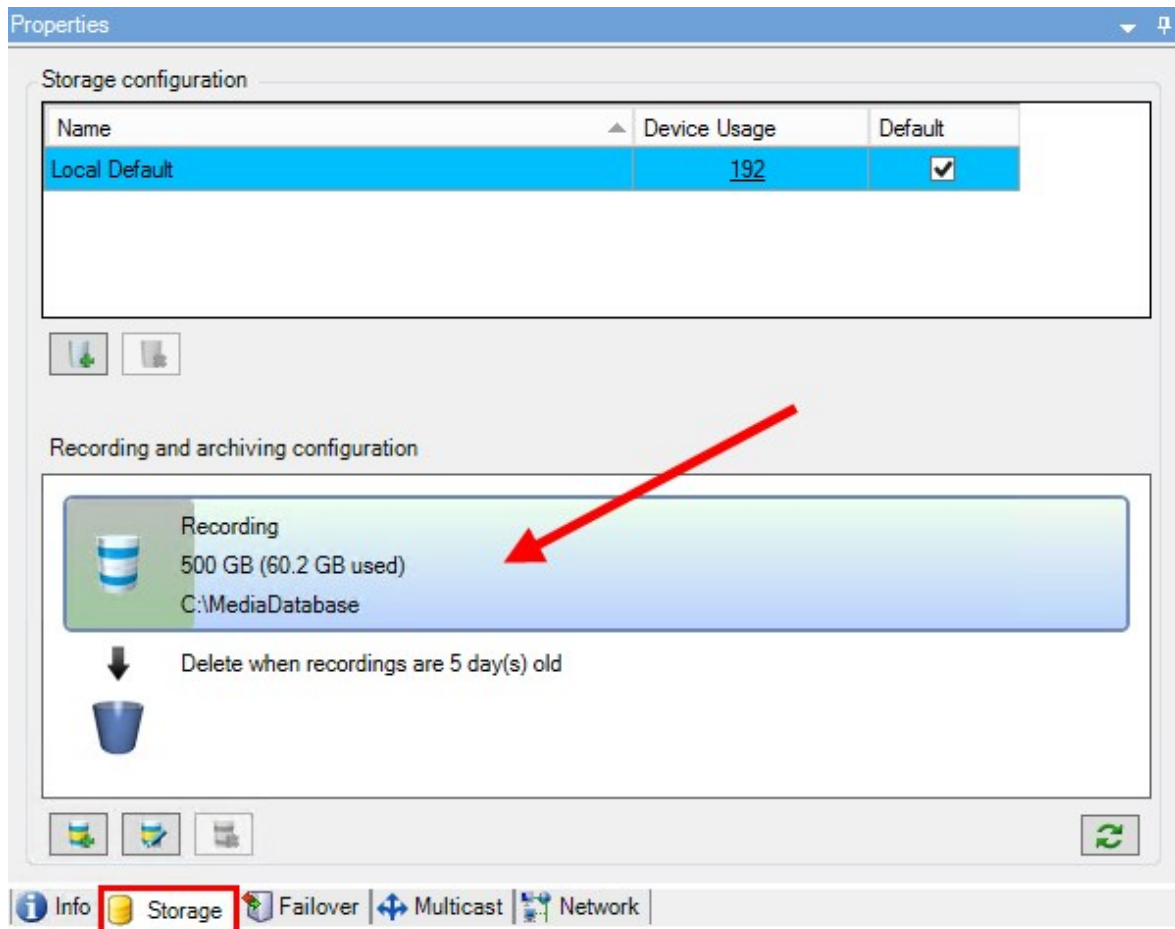 Properties
Storage configuration
Name Device Usage Default
Local Default 192
Recording and archiving configuration
Recording
500 GB (60.2 GB used)
C:\MediaDatabase
Delete when recordings are 5 day(s) old
Info Storage Failover Multicast Network